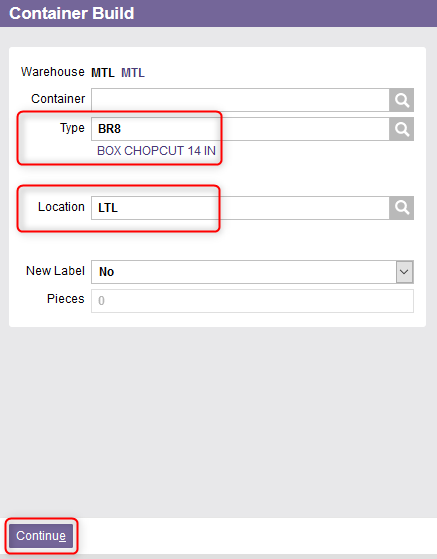 Container Build
Warehouse MTL MTL
Container
Type BR8
BOX CHOPCUT 14 IN
Location LTL
New Label No
Pieces 0
Continue